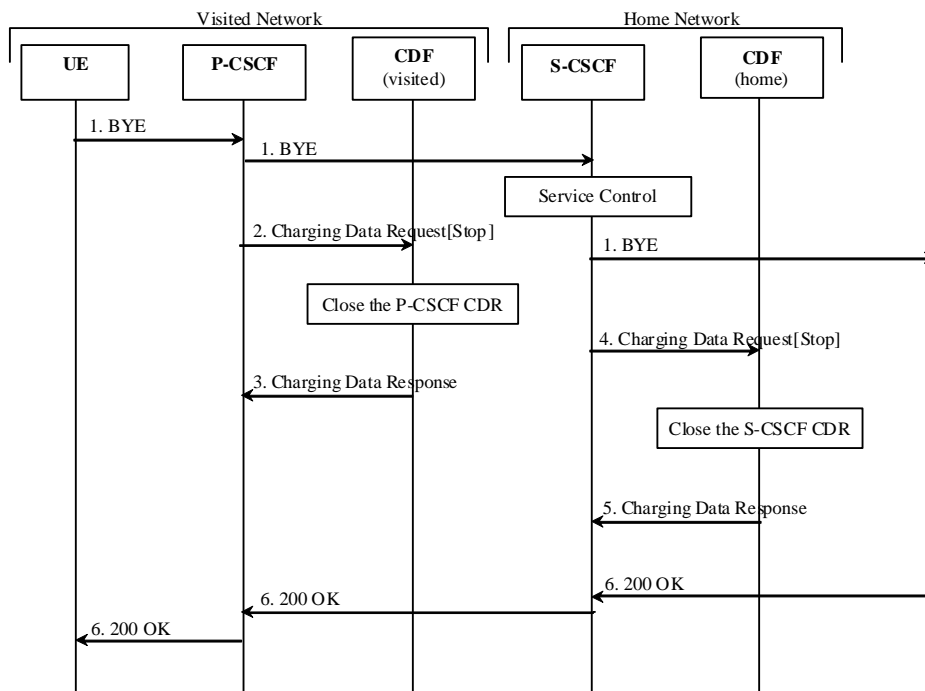 Visited Network
Home Network
UE
P-CSCF
CDF
(visited)
S-CSCF
CDF
(home)
1. BYE
1. BYE
Service Control
2. Charging Data Request[Stop]
1. BYE
Close the P-CSCF CDR
4. Charging Data Request[Stop]
3. Charging Data Response
Close the S-CSCF CDR
5. Charging Data Response
6. 200 OK
6. 200 OK
6. 200 OK